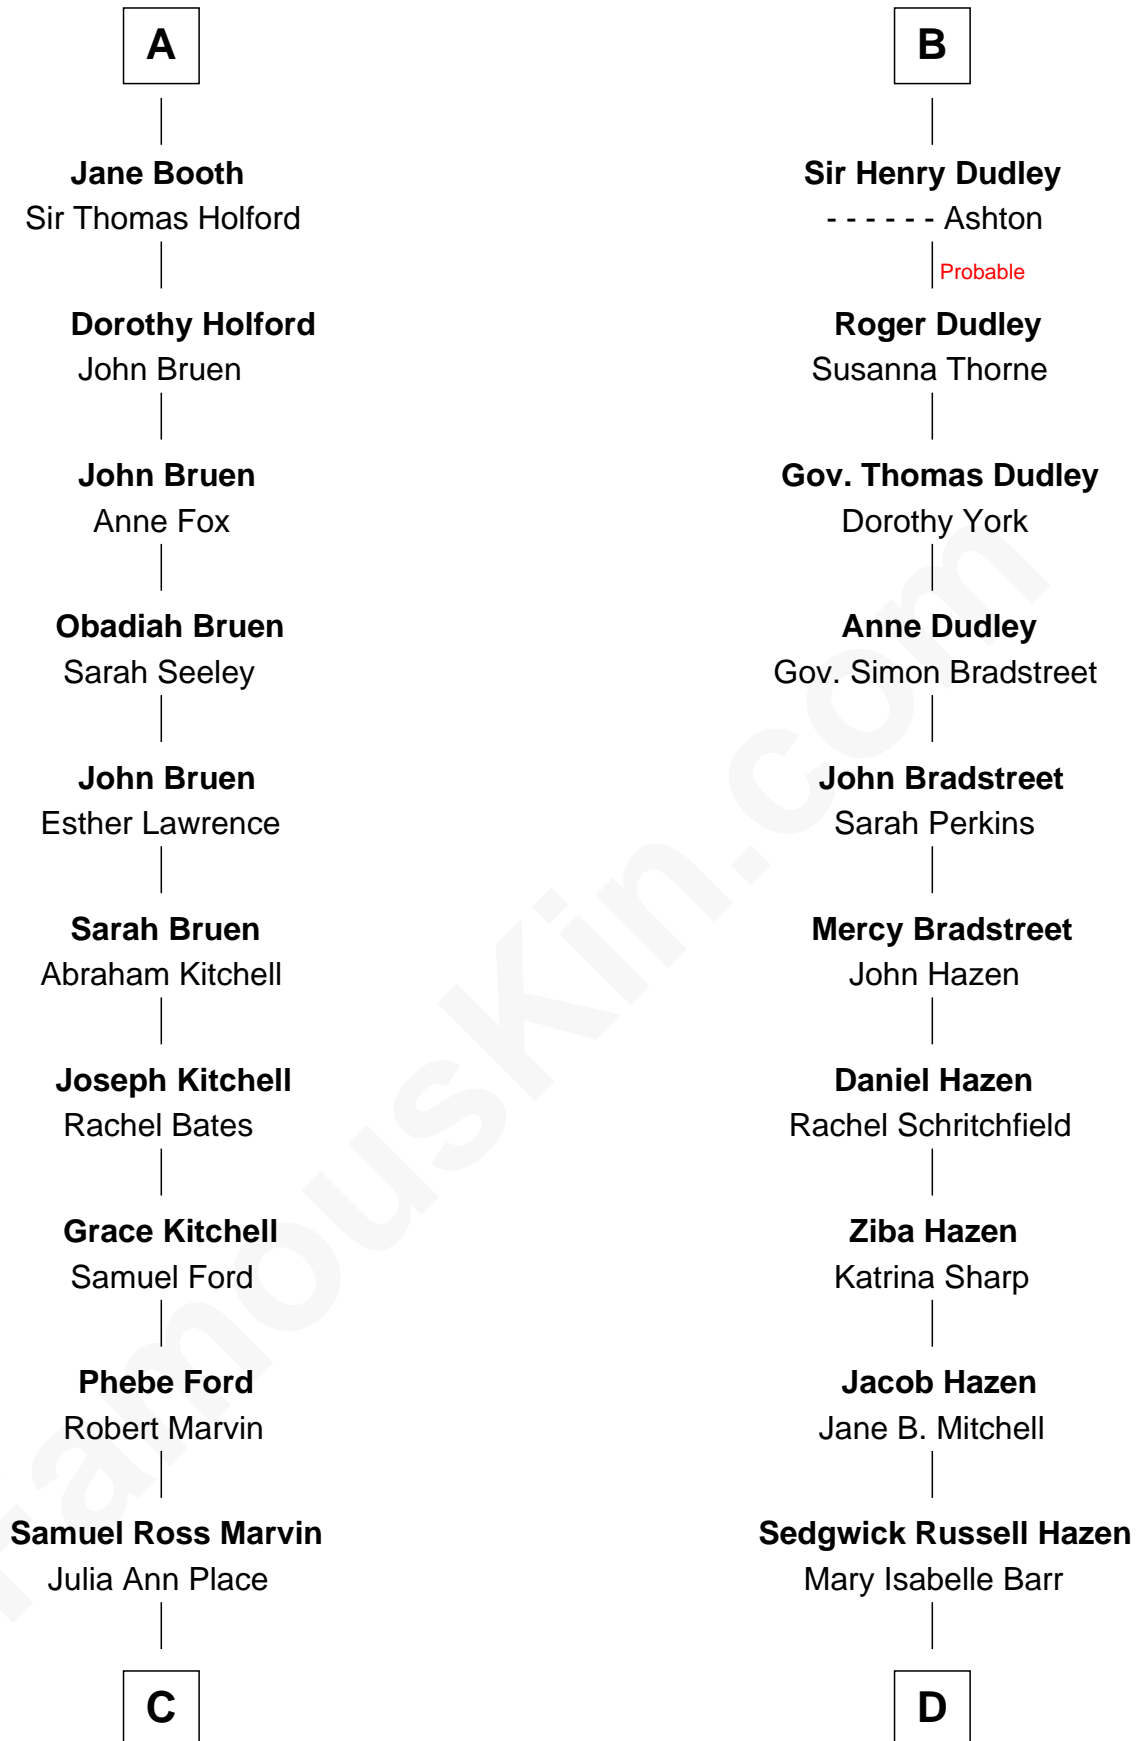 A
Jane Booth
Sir Thomas Holford
Dorothy Holford
John Bruen
John Bruen
Anne Fox
Obadiah Bruen
Sarah Seeley
John Bruen
Esther Lawrence
Sarah Bruen
Abraham Kitchell
Joseph Kitchell
Rachel Bates
Grace Kitchell
Samuel Ford
Phebe Ford
Robert Marvin
Samuel Ross Marvin
Julia Ann Place
C
B
Sir Henry Dudley
- - - - - - Ashton
Probable
Roger Dudley
Susanna Thorne
Gov. Thomas Dudley
Dorothy York
Anne Dudley
Gov. Simon Bradstreet
John Bradstreet
Sarah Perkins
Mercy Bradstreet
John Hazen
Daniel Hazen
Rachel Schritchfield
Ziba Hazen
Katrina Sharp
Jacob Hazen
Jane B. Mitchell
Sedgwick Russell Hazen
Mary Isabelle Barr
D
FamousKin.com